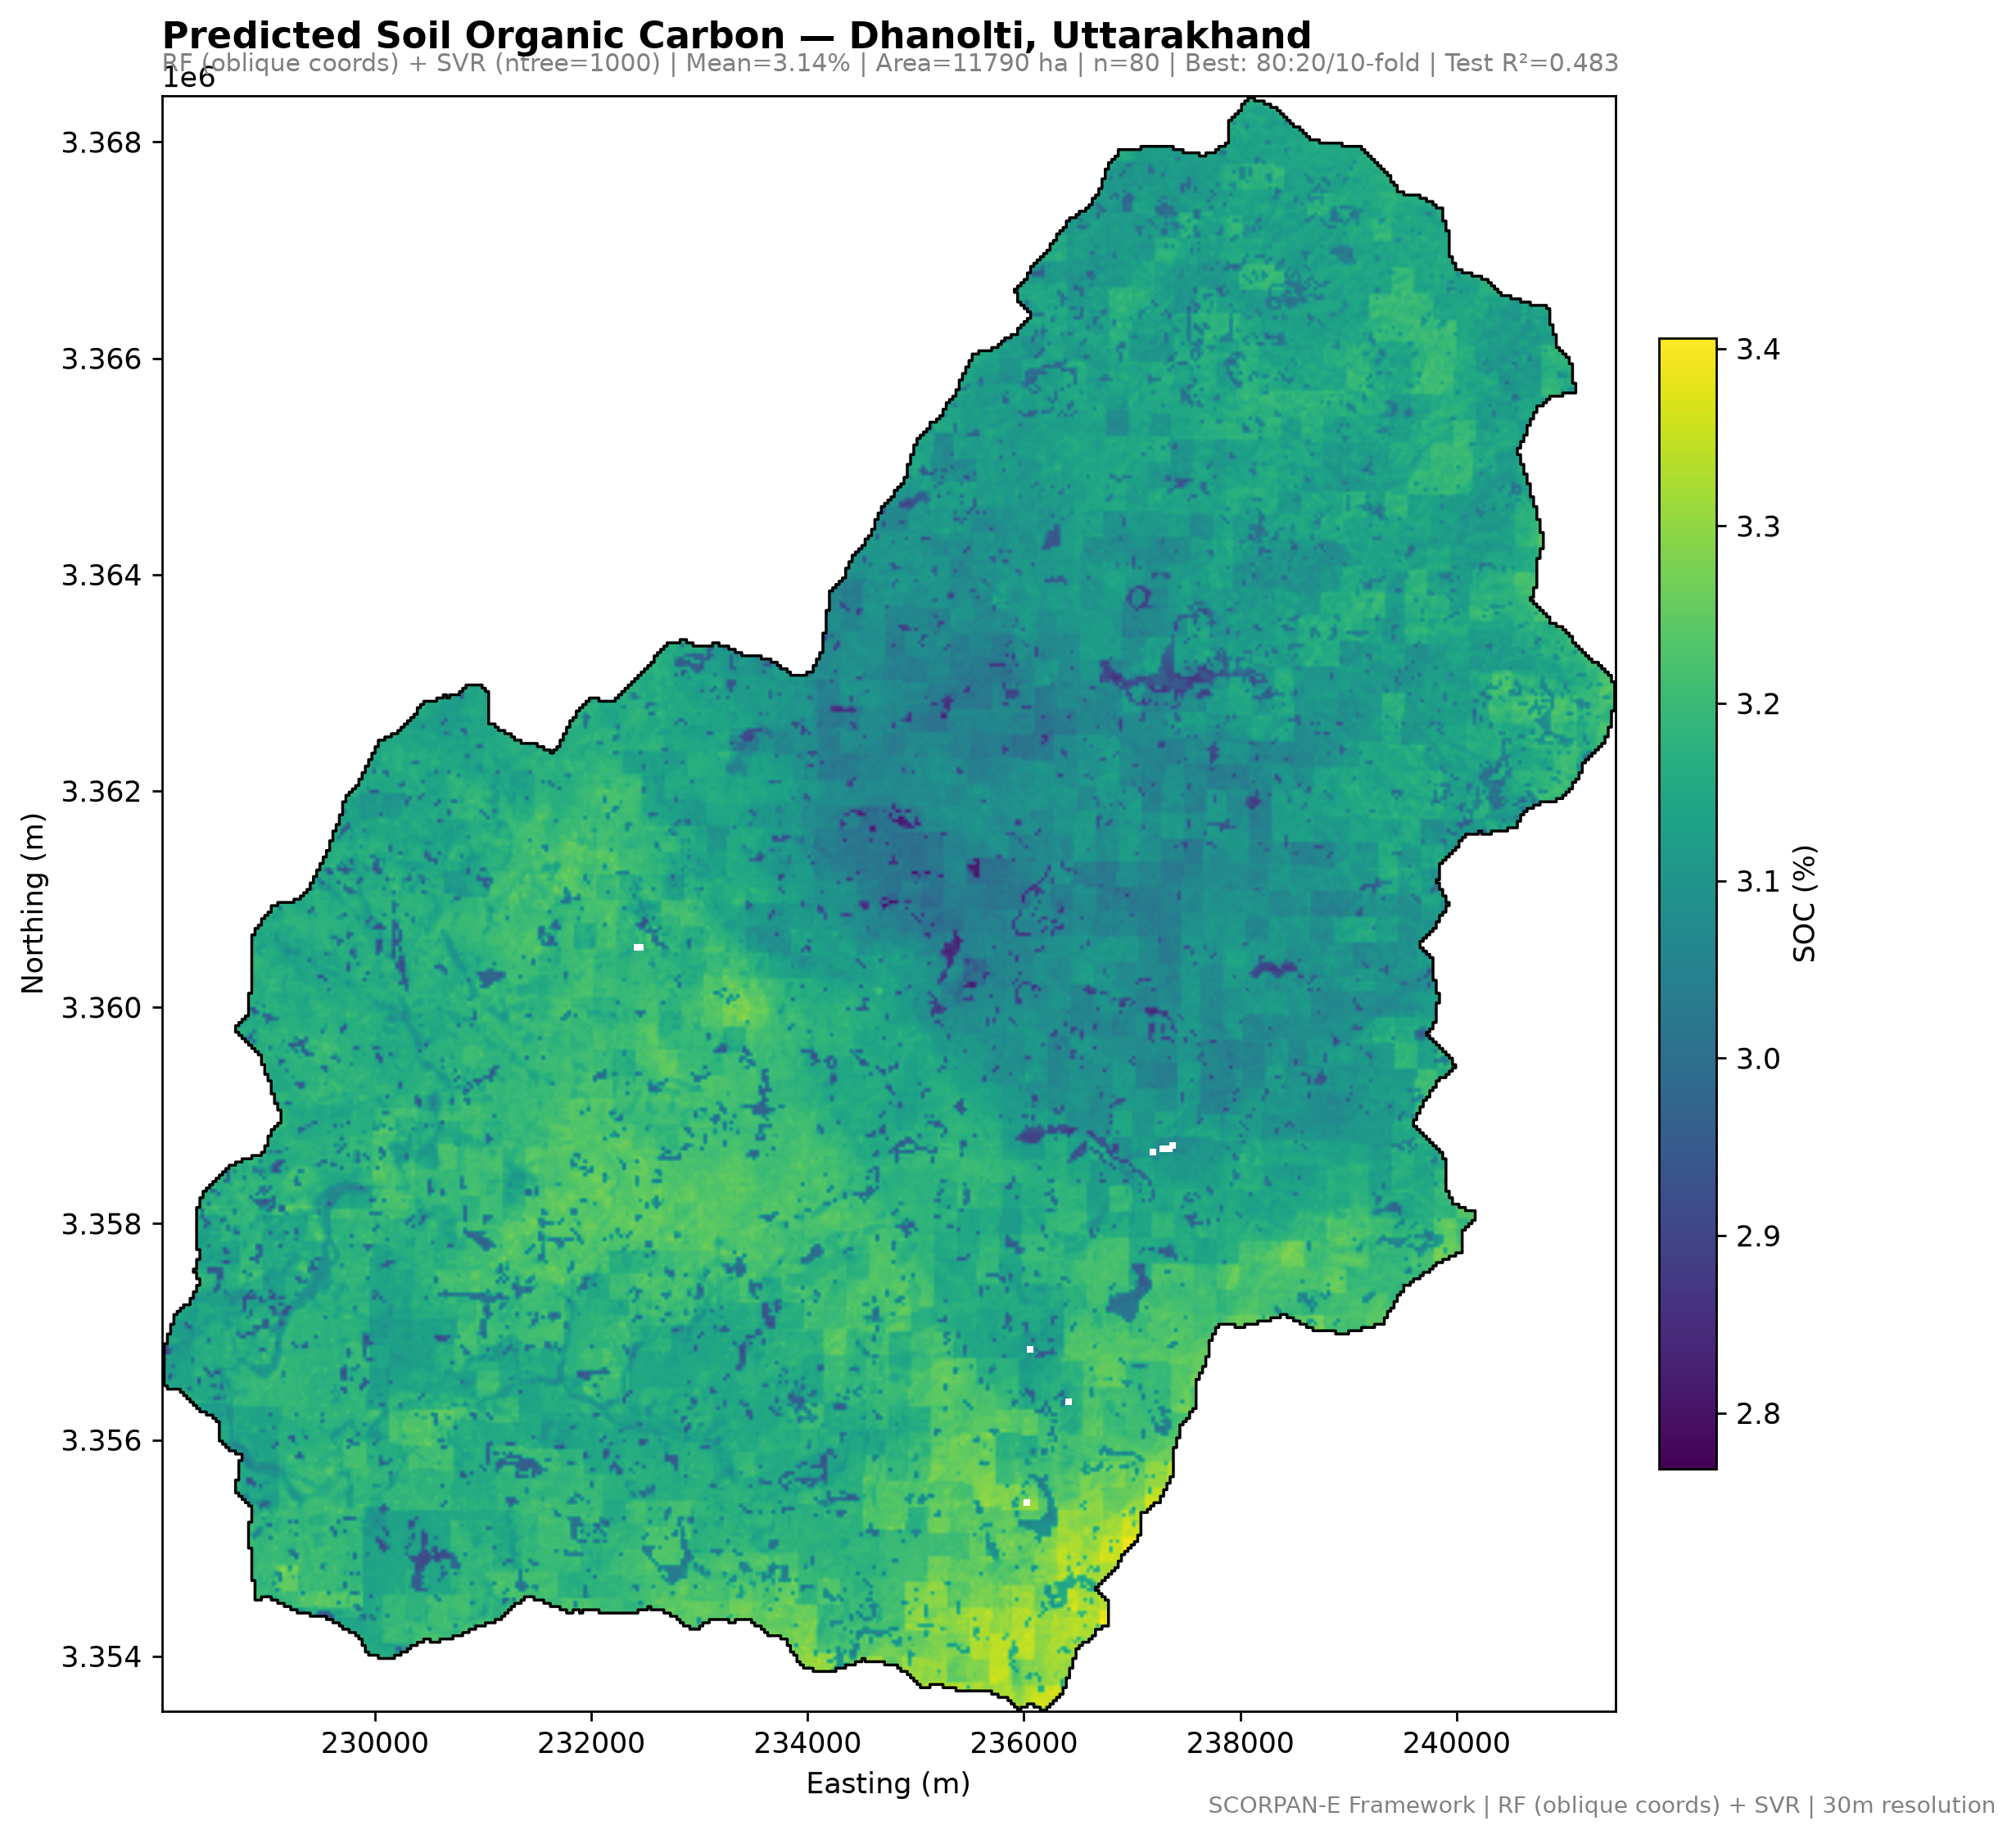 Predicted Soil Organic Carbon — Dhanolti, Uttarakhand
RF (oblique coords) + SVR (ntree=1000) | Mean=3.14% | Area=11790 ha | n=80 | Best: 80:20/10-fold | Test R²=0.483
1e6
3.368
3.366
3.364
3.362
3.360
3.358
3.356
3.354
Northing (m)
230000 232000 234000 236000 238000 240000
Easting (m)
3.4
3.3
3.2
3.1
3.0
2.9
2.8
SOC (%)
SCORPAN-E Framework | RF (oblique coords) + SVR | 30m resolution